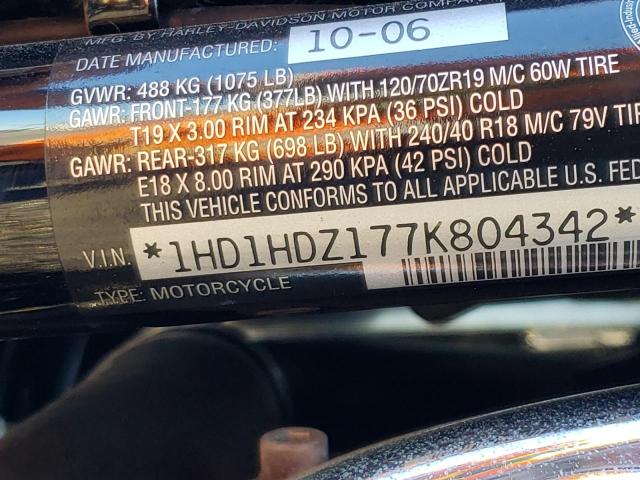 MFG. BY HARLEY-DAVIDSON MOTOR COMPANY
DATE MANUFACTURED 10-06
GVWR: 488 KG (1075 LB)
GAWR: FRONT-177 KG (377LB) WITH 120/70ZR19 M/C 60W TIRE
T19 X 3.00 RIM AT 234 KPA (36 PSI) COLD
GAWR: REAR-317 KG (698 LB) WITH 240/40 R18 M/C 79V TIR
E18 X 8.00 RIM AT 290 KPA (42 PSI) COLD
THIS VEHICLE CONFORMS TO ALL APPLICABLE U.S. FED
V.I.N. *1HD1HDZ177K804342*
TYPE: MOTORCYCLE